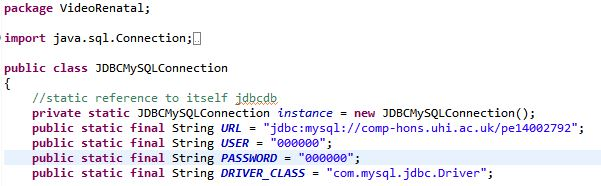 package VideoRenatal;
import java.sql.Connection;
public class JDBCMySQLConnection
{
//static reference to itself jdbcdb
private static JDBCMySQLConnection instance = new JDBCMySQLConnection();
public static final String URL = "jdbc:mysql://comp-hons.uhi.ac.uk/pe14002792";
public static final String USER = "000000";
public static final String PASSWORD = "000000";
public static final String DRIVER_CLASS = "com.mysql.jdbc.Driver";